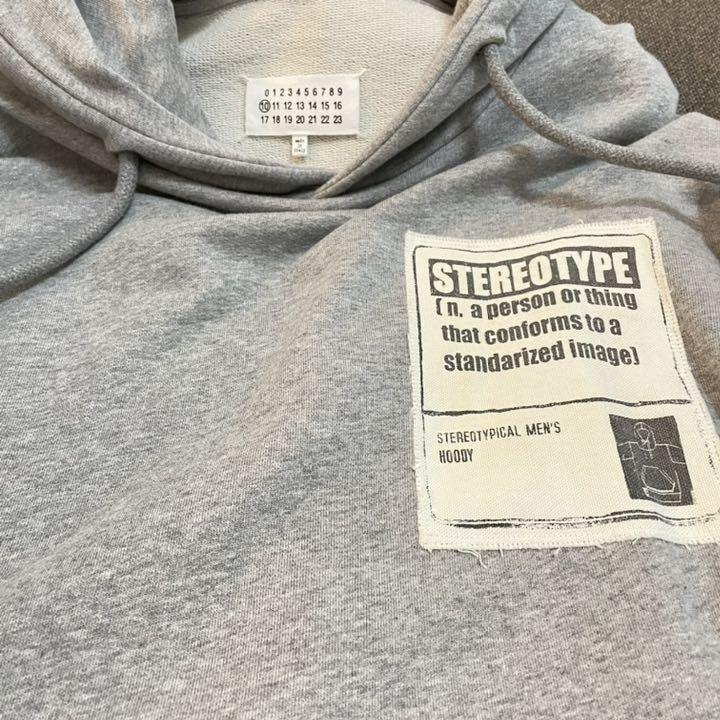 0 1 2 3 4 5 6 7 8 9
10 11 12 13 14 15 16
17 18 19 20 21 22 23
STEREOTYPE
( n. a person or thing
that conforms to a
standarized image)
STEREOTYPICAL MEN'S
HOODY